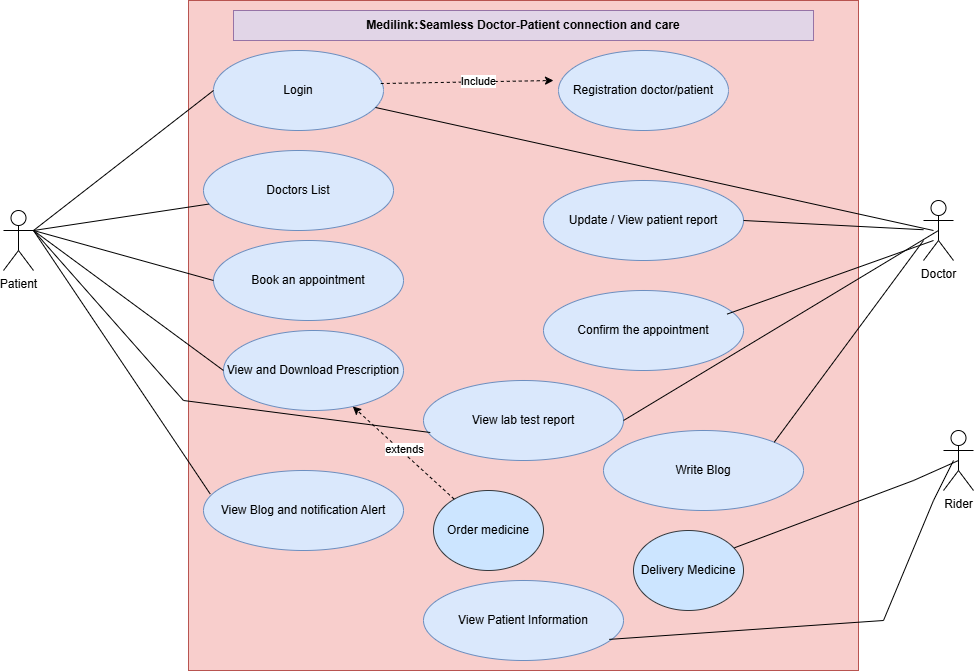 Medilink:Seamless Doctor-Patient connection and care
Login
Include
Registration doctor/patient
Doctors List
Update / View patient report
Patient
Doctor
Book an appointment
Confirm the appointment
View and Download Prescription
View lab test report
extends
Write Blog
Rider
View Blog and notification Alert
Order medicine
Delivery Medicine
View Patient Information